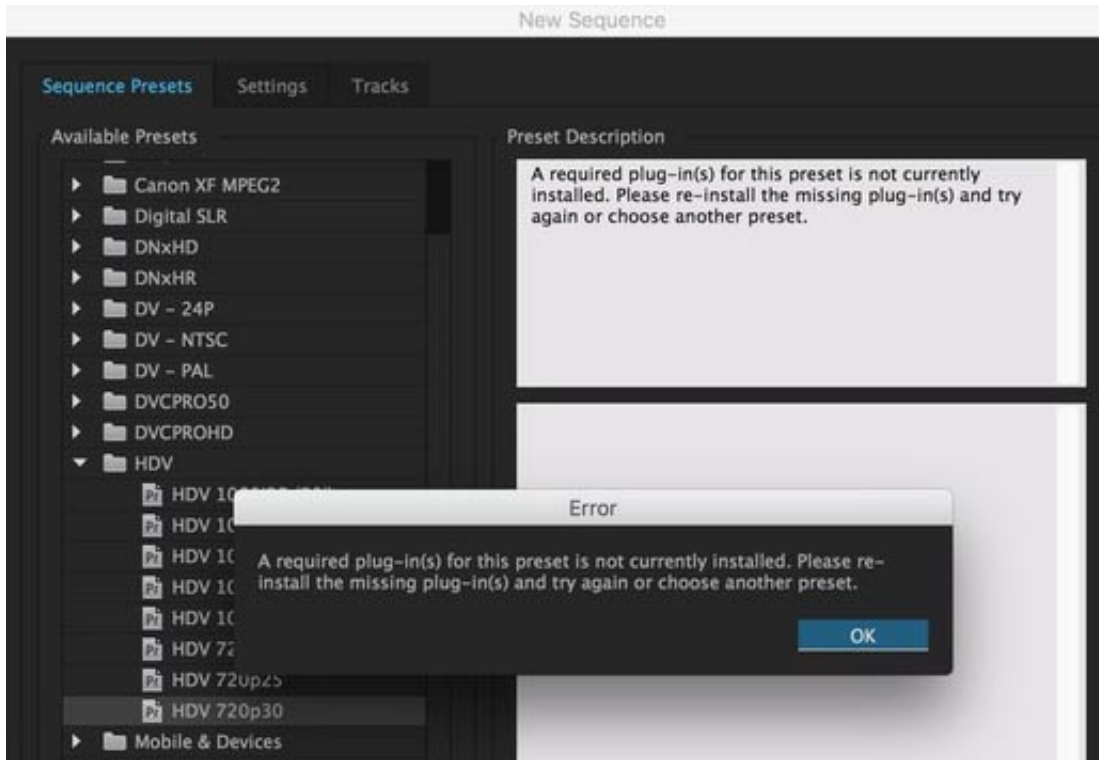 New Sequence
Sequence Presets Settings Tracks
Available Presets
Preset Description
Canon XF MPEG2
Digital SLR
DNxHD
DNxHR
DV – 24P
DV – NTSC
DV – PAL
DVCPRO50
DVCPROHD
HDV
A required plug-in(s) for this preset is not currently
installed. Please re-install the missing plug-in(s) and try
again or choose another preset.
HDV
HDV
HDV
HDV
HDV
HDV
HDV 720p25
HDV 720p30
Mobile & Devices
Error
A required plug-in(s) for this preset is not currently installed. Please re-
install the missing plug-in(s) and try again or choose another preset.
OK